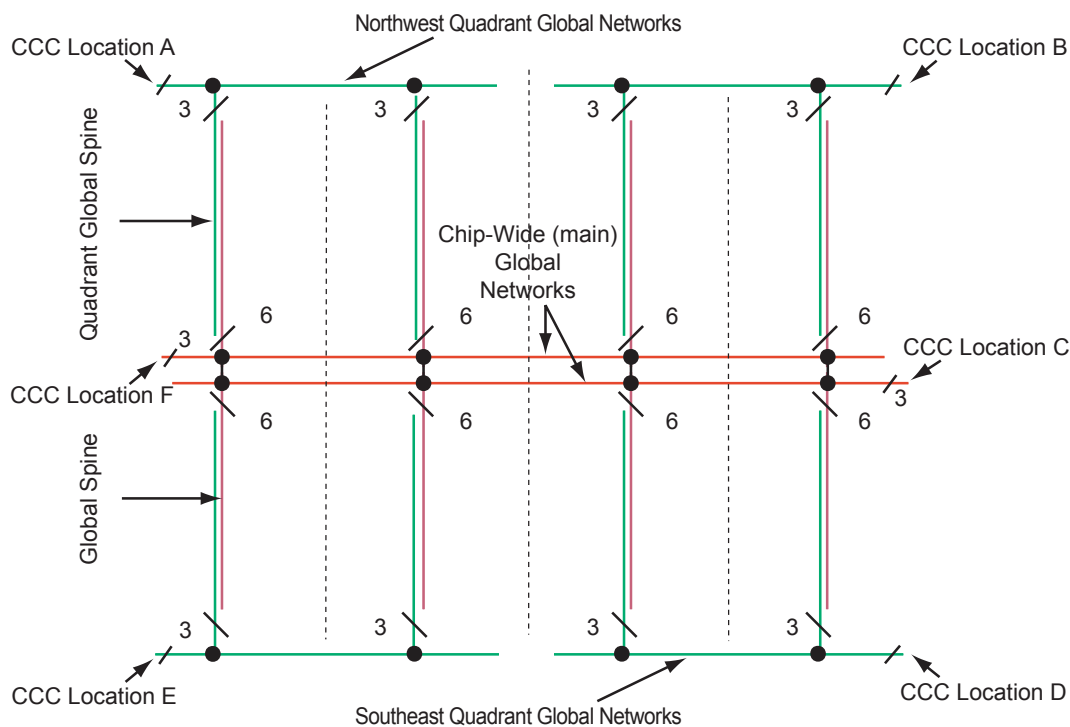 Northwest Quadrant Global Networks
CCC Location A
CCC Location B
3
3
3
3
Quadrant Global Spine
Chip-Wide (main)
Global
Networks
6
6
6
6
3
CCC Location C
CCC Location F
3
6
6
6
6
Global Spine
3
3
3
3
CCC Location E
CCC Location D
Southeast Quadrant Global Networks